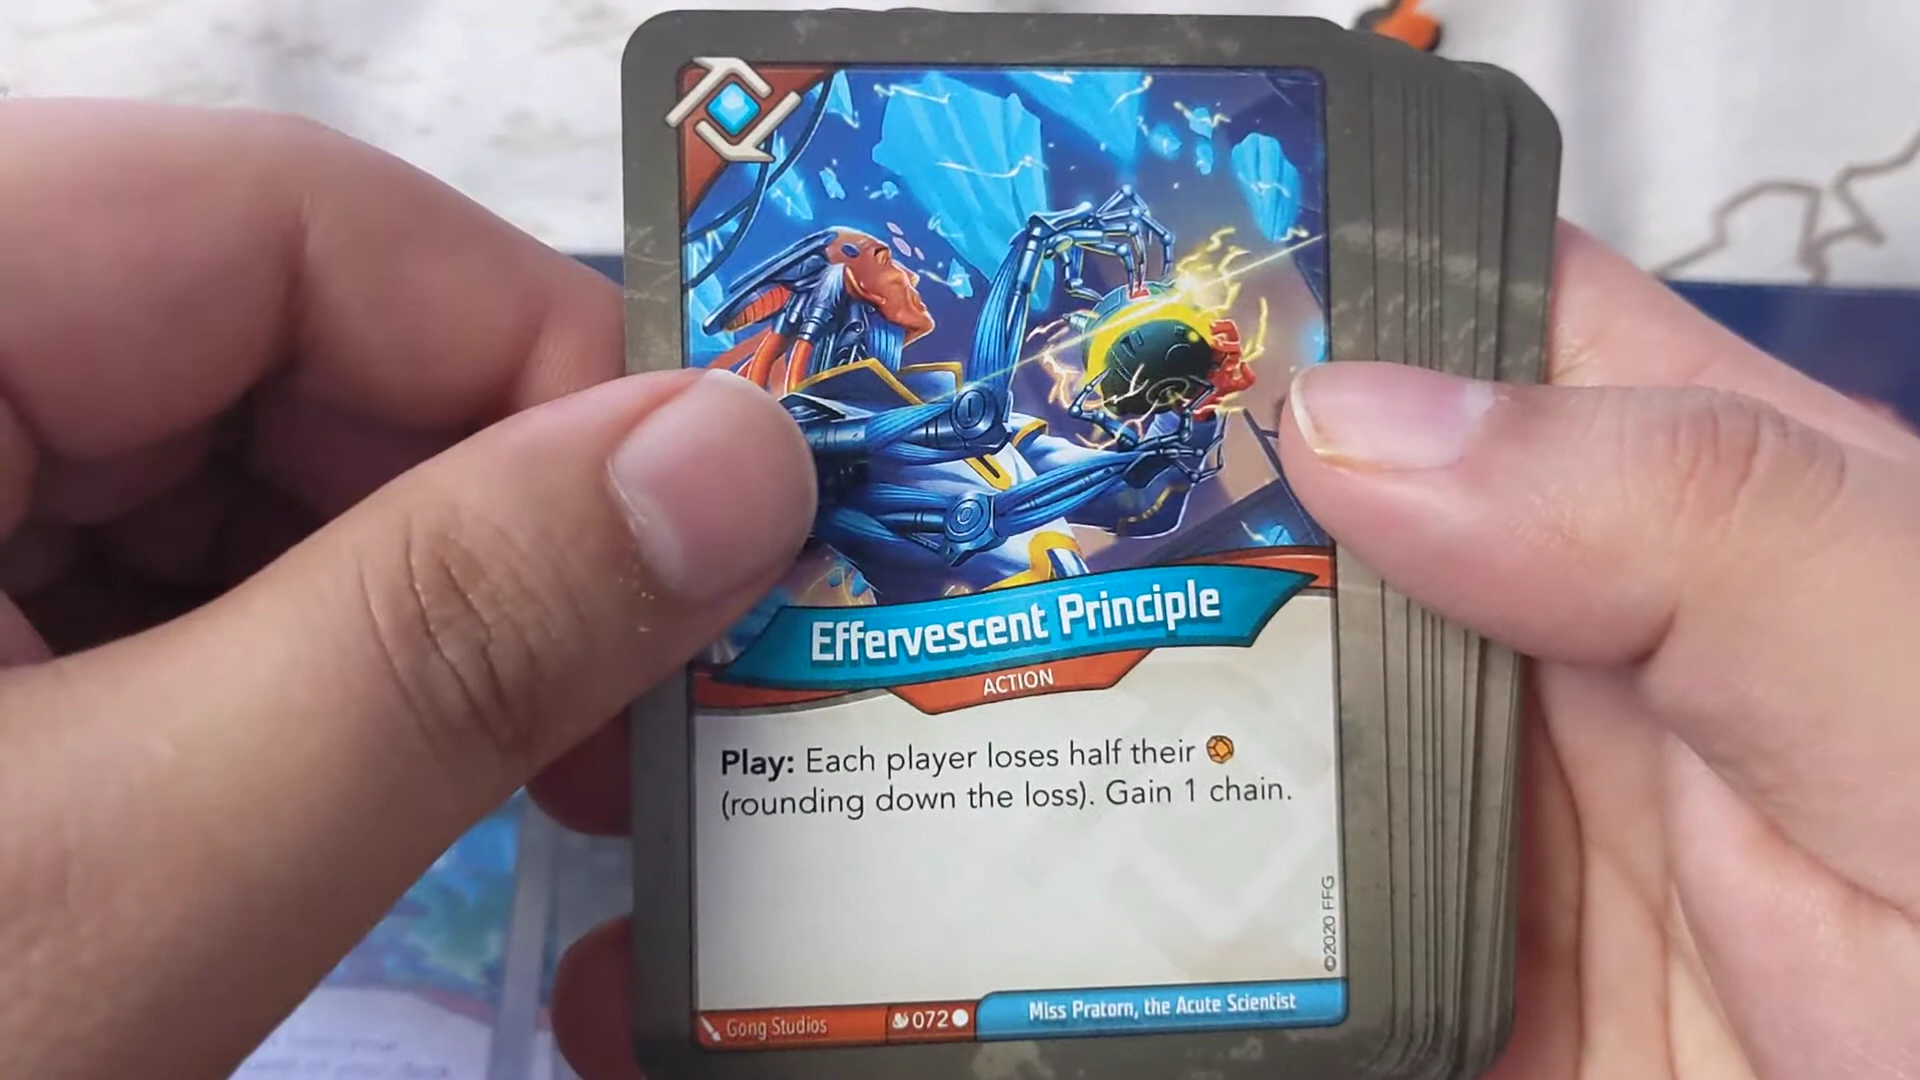 Effervescent Principle
ACTION
Play: Each player loses half their
(rounding down the loss). Gain 1 chain.
©2020 FFG
Gong Studios
072
Miss Pratorn, the Acute Scientist